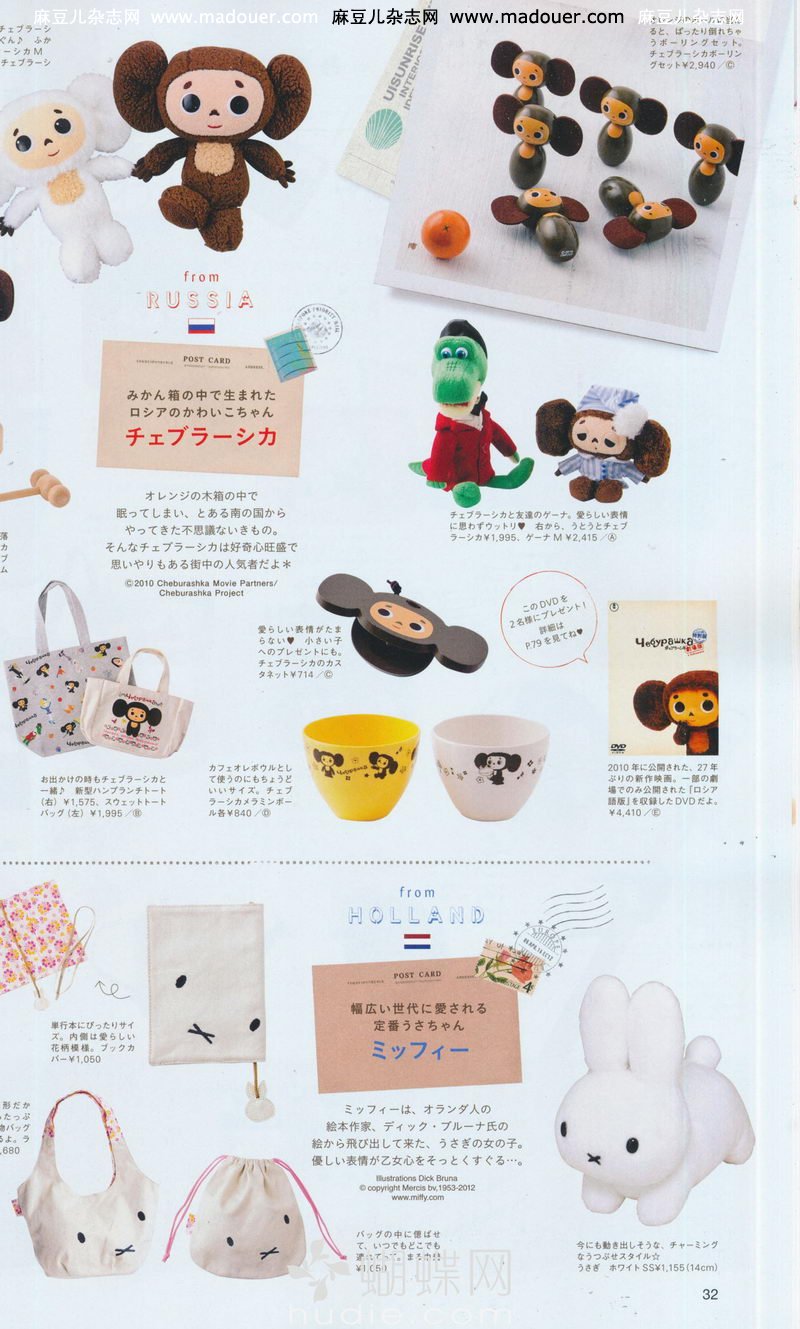 麻豆儿杂志网 www.madouer.com 麻豆儿杂志网 www.madouer.com 麻豆儿杂志网
チェブラーシ
ぐん♪ ふか
ーシカM
チェブラーシ
ると、ぱったり倒れちゃ
うボーリングセット。
チェブラーシカボーリン
グセット¥2,940／Ⓒ
UISUNRISE
INTERIOR
from
RUSSIA
POST CARD
みかん箱の中で生まれた
ロシアのかわいこちゃん
チェブラーシカ
オレンジの木箱の中で
眠ってしまい、とある南の国から
やってきた不思議ないきもの。
そんなチェブラーシカは好奇心旺盛で
思いやりもある街中の人気者だよ＊
©2010 Cheburashka Movie Partners/
Cheburashka Project
チェブラーシカと友達のゲーナ。愛らしい表情
に思わずウットリ♥ 右から、うとうとチェブ
ラーシカ¥1,995、ゲーナM ¥2,415／Ⓐ
落
カ
ブ
ム
愛らしい表情がたま
らない♥ 小さい子
へのプレゼントにも。
チェブラーシカのカス
タネット¥714／Ⓒ
このDVDを
2名様にプレゼント!
詳細は
P.79を見てね♥
Чебурашка
チェブラーシカ
劇場版
DVD
お出かけの時もチェブラーシカと
一緒♪ 新型ハンプランチトート
（右）¥1,575、スウェットトート
バッグ（左）¥1,995／Ⓑ
カフェオレボウルとし
て使うのにもちょうど
いいサイズ。チェブ
ラーシカメラミンボー
ル各¥840／Ⓓ
2010年に公開された、27年
ぶりの新作映画。一部の劇
場でのみ公開された「ロシア
語版」を収録したDVDだよ。
¥4,410／Ⓔ
from
HOLLAND
POST CARD
幅広い世代に愛される
定番うさちゃん
ミッフィー
ミッフィーは、オランダ人の
絵本作家、ディック・ブルーナ氏の
絵から飛び出して来た、うさぎの女の子。
優しい表情が乙女心をそっとくすぐる…。
Illustrations Dick Bruna
© copyright Mercis bv,1953-2012
www.miffy.com
単行本にぴったりサイ
ズ。内側は愛らしい
花柄模様。ブックカ
バー¥1,050
形だか
たっぷ
物バッグ
るよ。ラ
,680
バッグの中に偲ばせ
て、いつでもどこでも
¥1,050
今にも動き出しそうな、チャーミング
なうつぶせスタイル☆
うさぎ ホワイトSS¥1,155（14cm）
32
蝴蝶网
hudie.com